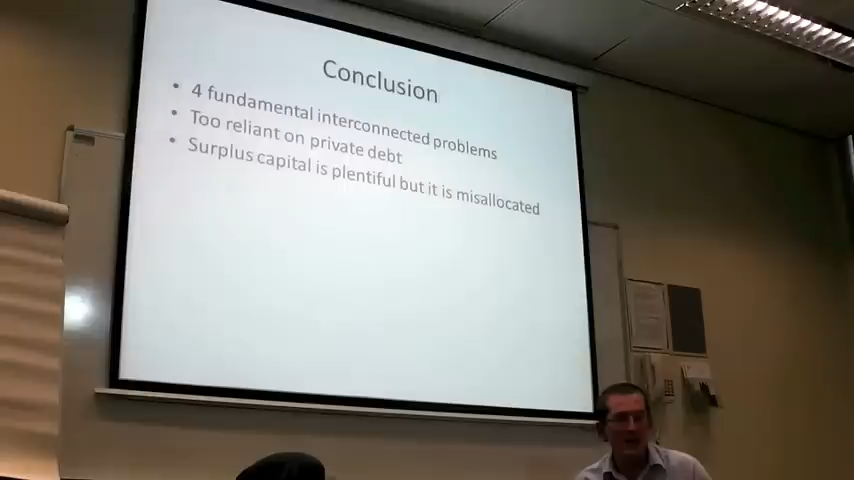 Conclusion
• 4 fundamental interconnected problems
• Too reliant on private debt
• Surplus capital is plentiful but it is misallocated